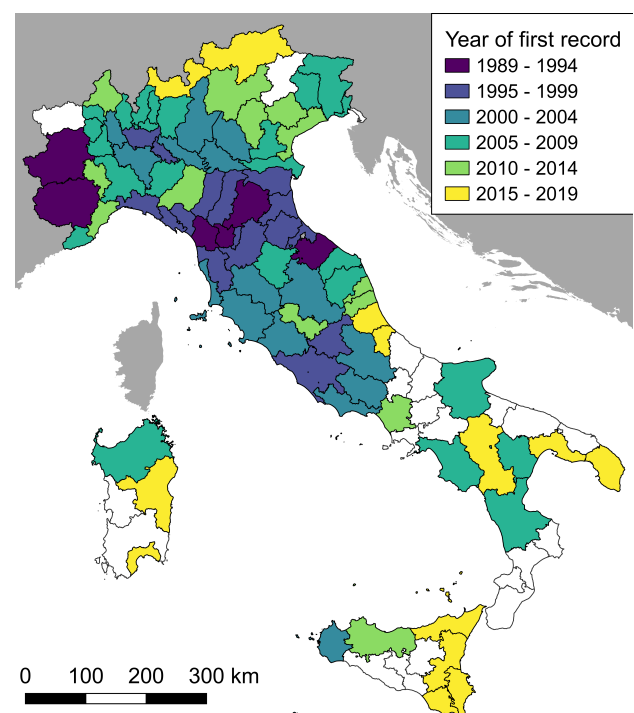 Year of first record
1989 - 1994
1995 - 1999
2000 - 2004
2005 - 2009
2010 - 2014
2015 - 2019
0 100 200 300 km